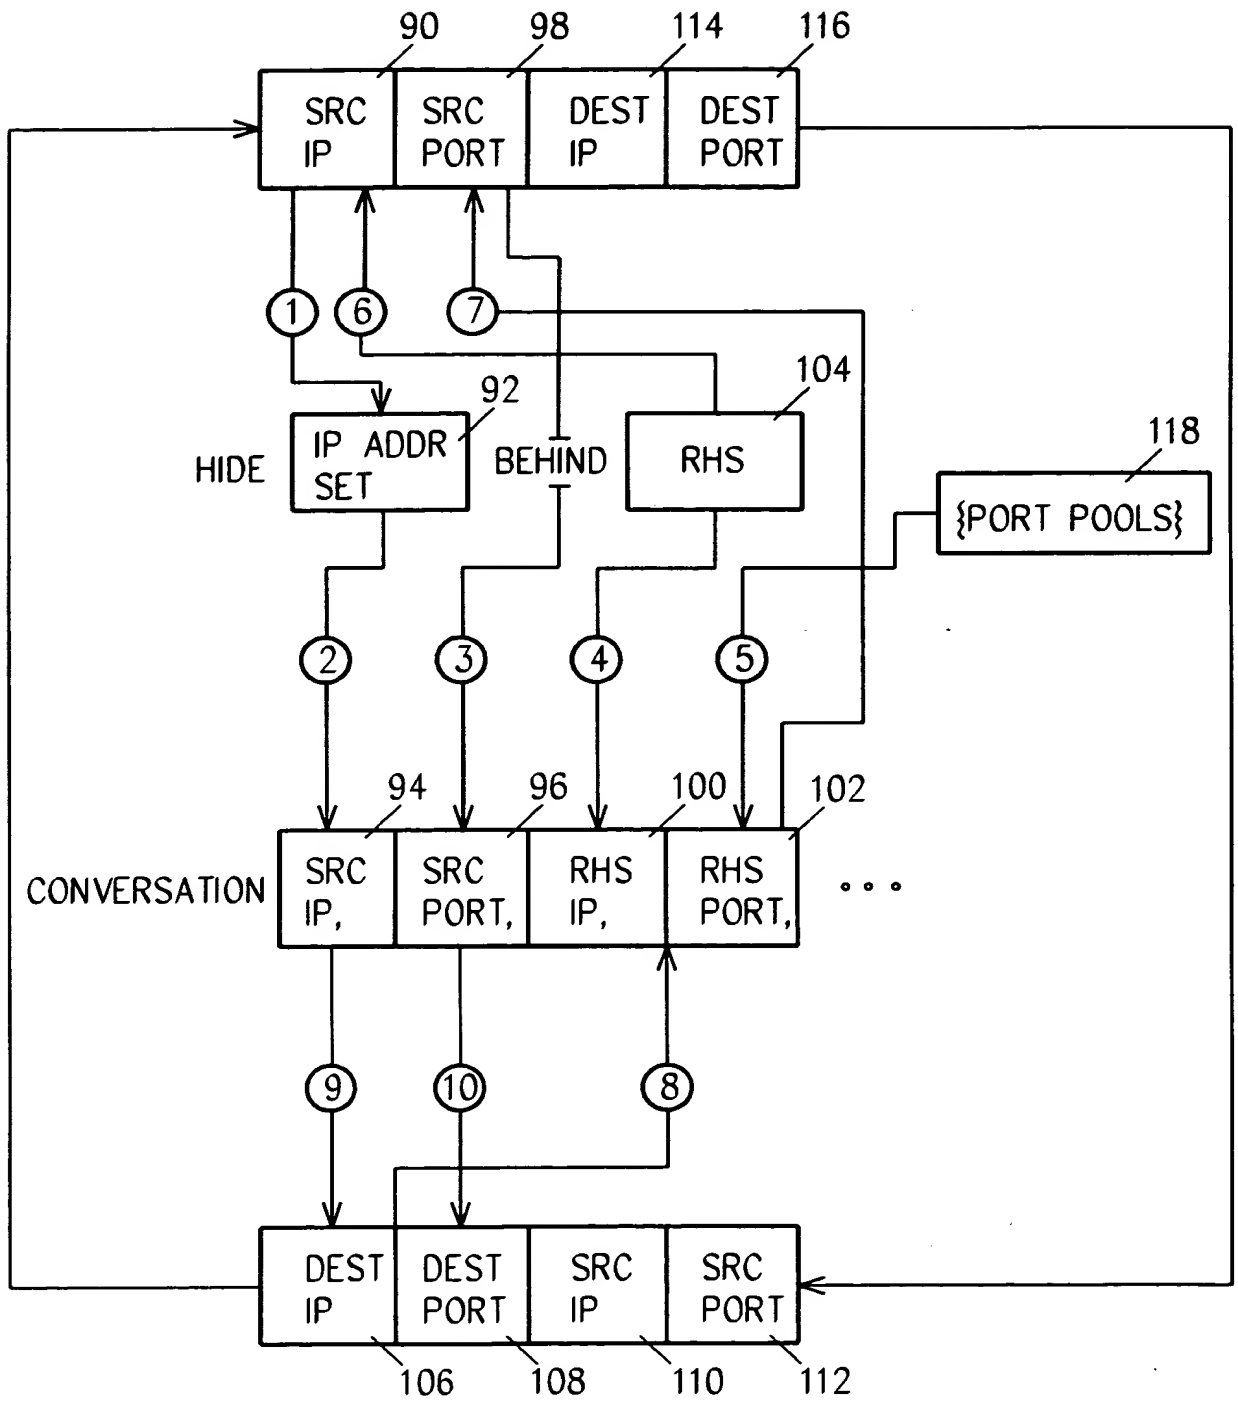 90 98 114 116
SRC IP
SRC PORT
DEST IP
DEST PORT
1 6 7
104
92
118
HIDE
IP ADDR SET
BEHIND
RHS
{PORT POOLS}
2 3 4 5
94 96 100 102
CONVERSATION
SRC IP,
SRC PORT,
RHS IP,
RHS PORT,
∘ ∘ ∘
9 10 8
DEST IP
DEST PORT
SRC IP
SRC PORT
106 108 110 112